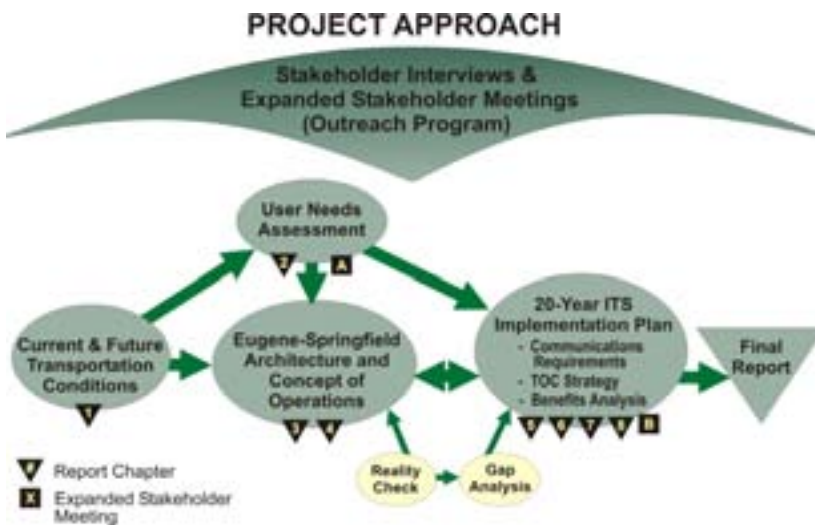 PROJECT APPROACH
Stakeholder Interviews &
Expanded Stakeholder Meetings
(Outreach Program)
User Needs
Assessment
2
A
Current & Future
Transportation
Conditions
1
Eugene-Springfield
Architecture and
Concept of
Operations
3 4
20-Year ITS
Implementation Plan
- Communications
Requirements
- TOC Strategy
- Benefits Analysis
5 6 7 8 B
Final
Report
Reality
Check
Gap
Analysis
# Report Chapter
X Expanded Stakeholder
Meeting